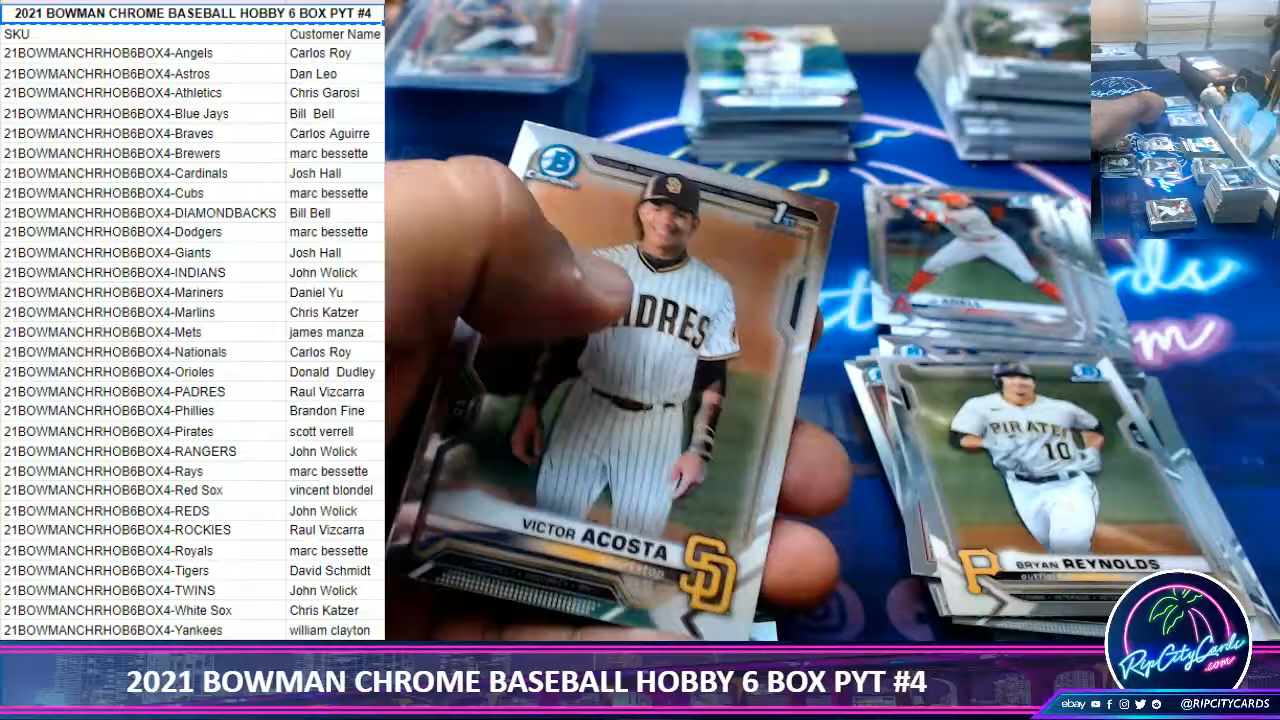 2021 BOWMAN CHROME BASEBALL HOBBY 6 BOX PYT #4
SKU Customer Name
21BOWMANCHRHOB6BOX4-Angels Carlos Roy
21BOWMANCHRHOB6BOX4-Astros Dan Leo
21BOWMANCHRHOB6BOX4-Athletics Chris Garosi
21BOWMANCHRHOB6BOX4-Blue Jays Bill Bell
21BOWMANCHRHOB6BOX4-Braves Carlos Aguirre
21BOWMANCHRHOB6BOX4-Brewers marc bessette
21BOWMANCHRHOB6BOX4-Cardinals Josh Hall
21BOWMANCHRHOB6BOX4-Cubs marc bessette
21BOWMANCHRHOB6BOX4-DIAMONDBACKS Bill Bell
21BOWMANCHRHOB6BOX4-Dodgers marc bessette
21BOWMANCHRHOB6BOX4-Giants Josh Hall
21BOWMANCHRHOB6BOX4-INDIANS John Wolick
21BOWMANCHRHOB6BOX4-Mariners Daniel Yu
21BOWMANCHRHOB6BOX4-Marlins Chris Katzer
21BOWMANCHRHOB6BOX4-Mets james manza
21BOWMANCHRHOB6BOX4-Nationals Carlos Roy
21BOWMANCHRHOB6BOX4-Orioles Donald Dudley
21BOWMANCHRHOB6BOX4-PADRES Raul Vizcarra
21BOWMANCHRHOB6BOX4-Phillies Brandon Fine
21BOWMANCHRHOB6BOX4-Pirates scott verrell
21BOWMANCHRHOB6BOX4-RANGERS John Wolick
21BOWMANCHRHOB6BOX4-Rays marc bessette
21BOWMANCHRHOB6BOX4-Red Sox vincent blondel
21BOWMANCHRHOB6BOX4-REDS John Wolick
21BOWMANCHRHOB6BOX4-ROCKIES Raul Vizcarra
21BOWMANCHRHOB6BOX4-Royals marc bessette
21BOWMANCHRHOB6BOX4-Tigers David Schmidt
21BOWMANCHRHOB6BOX4-TWINS John Wolick
21BOWMANCHRHOB6BOX4-White Sox Chris Katzer
21BOWMANCHRHOB6BOX4-Yankees william clayton
B
1ST
DRES
VICTOR ACOSTA
SD
ADELL
B
PIRATES
10
P
BRYAN REYNOLDS
outfield
RipCityCards
.com
2021 BOWMAN CHROME BASEBALL HOBBY 6 BOX PYT #4
ebay @RIPCITYCARDS